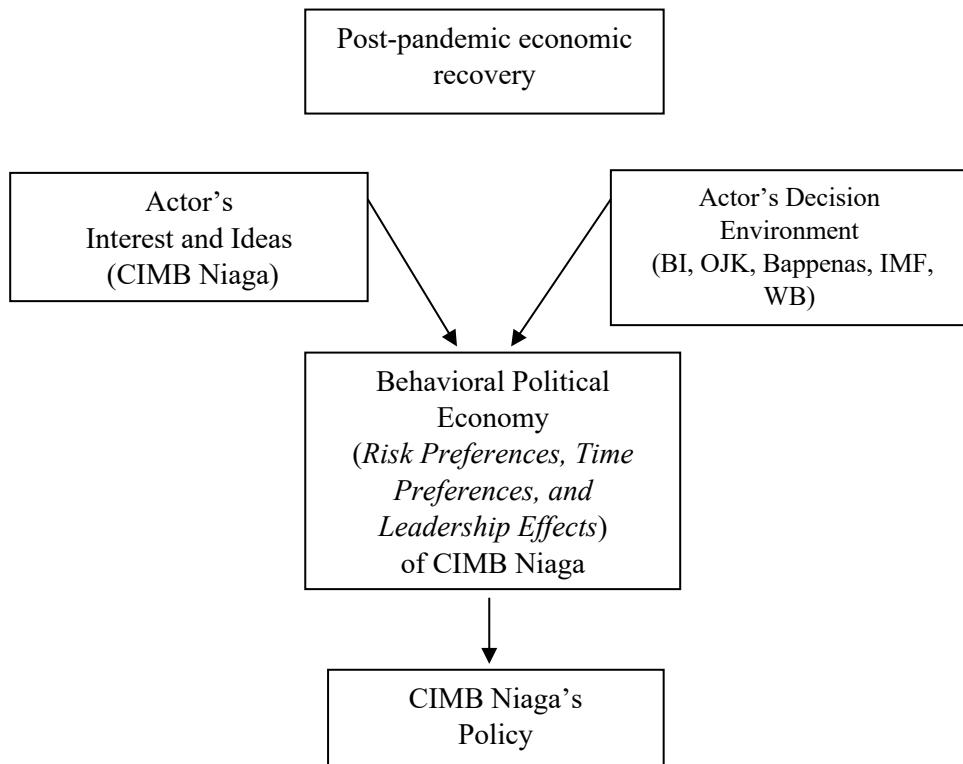 Post-pandemic economic
recovery
Actor’s
Interest and Ideas
(CIMB Niaga)
Actor’s Decision
Environment
(BI, OJK, Bappenas, IMF,
WB)
Behavioral Political
Economy
(Risk Preferences, Time
Preferences, and
Leadership Effects)
of CIMB Niaga
CIMB Niaga’s
Policy